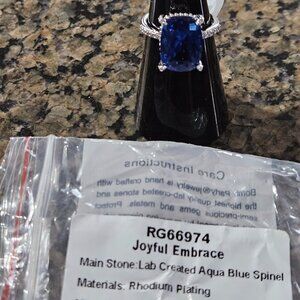 Care Instructions
Bomb Party® jewelry is hand crafted
with the highest quality lab-created and
semi-precious gems and metals. Protect
RG66974
Joyful Embrace
Main Stone:Lab Created Aqua Blue Spinel
Materials: Rhodium Plating